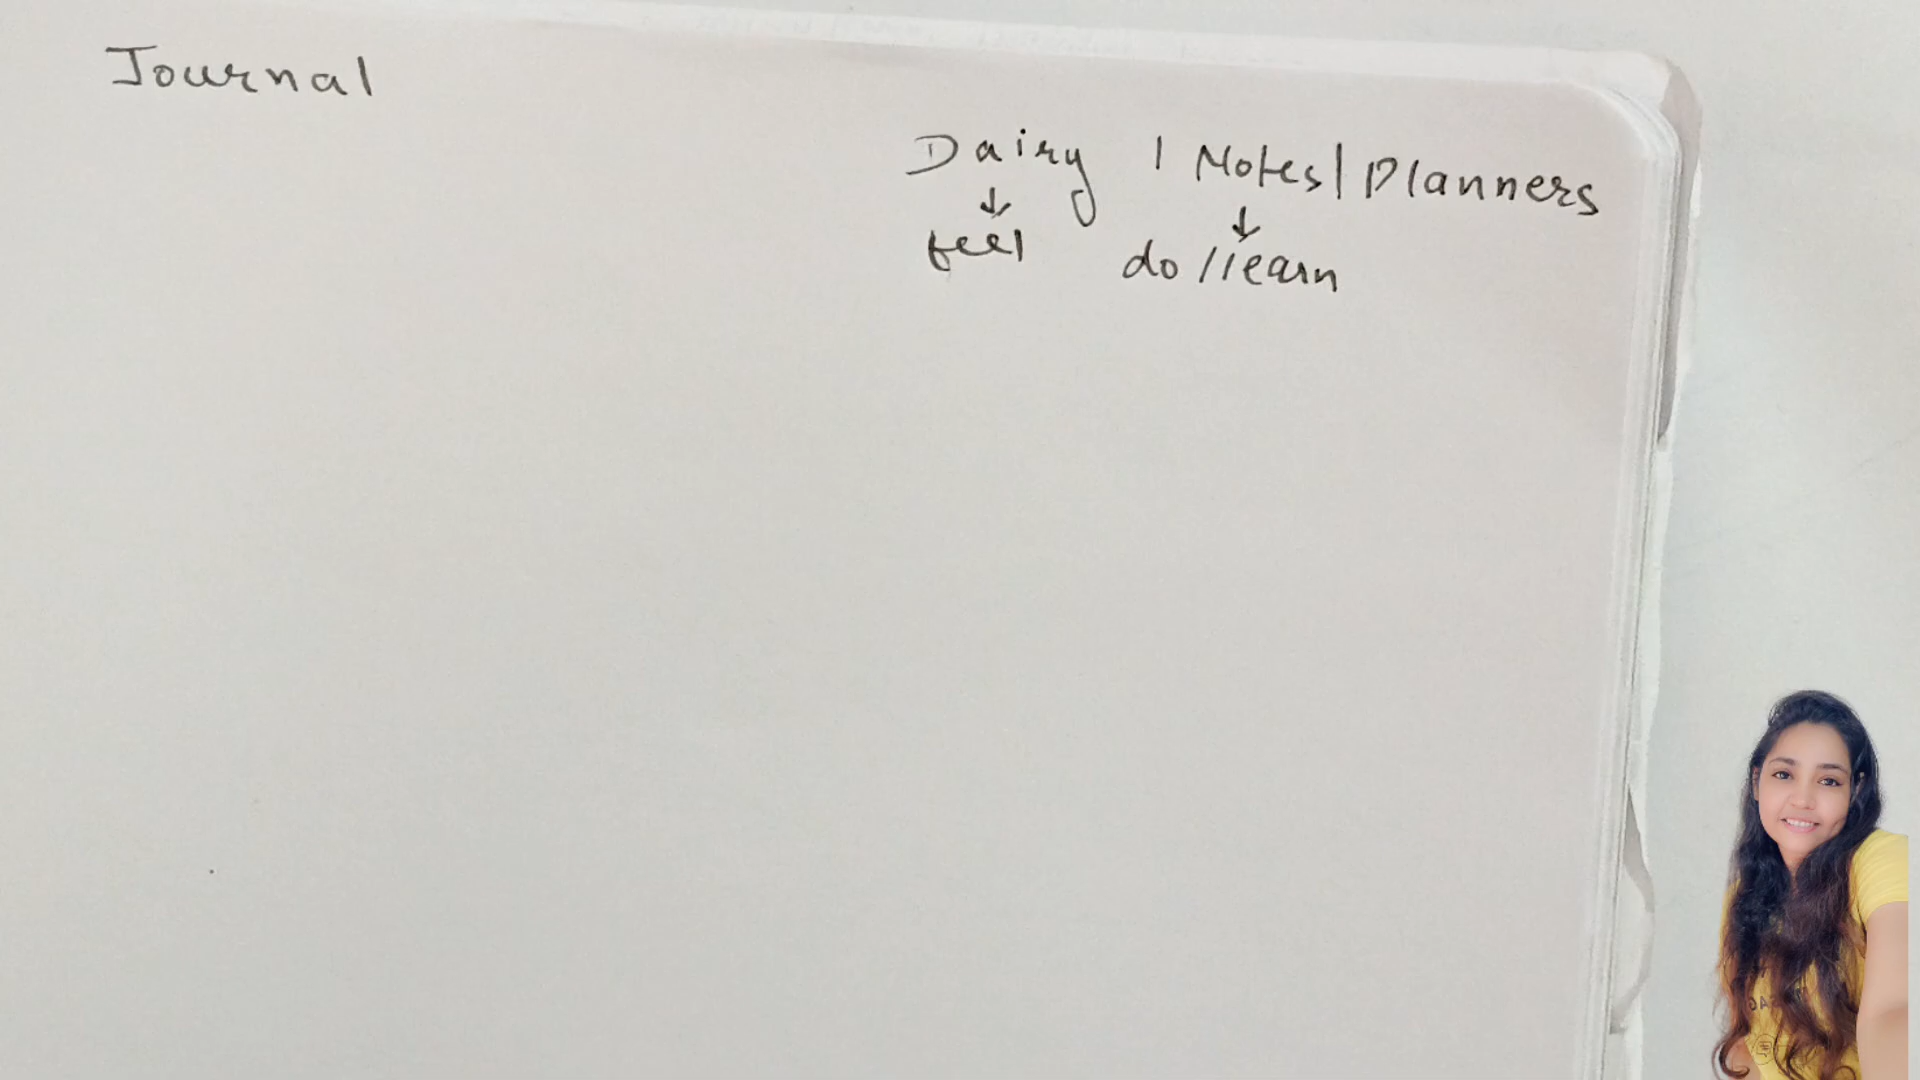 Journal
Dairy | Notes | Planners
↓ ↓
feel do / learn